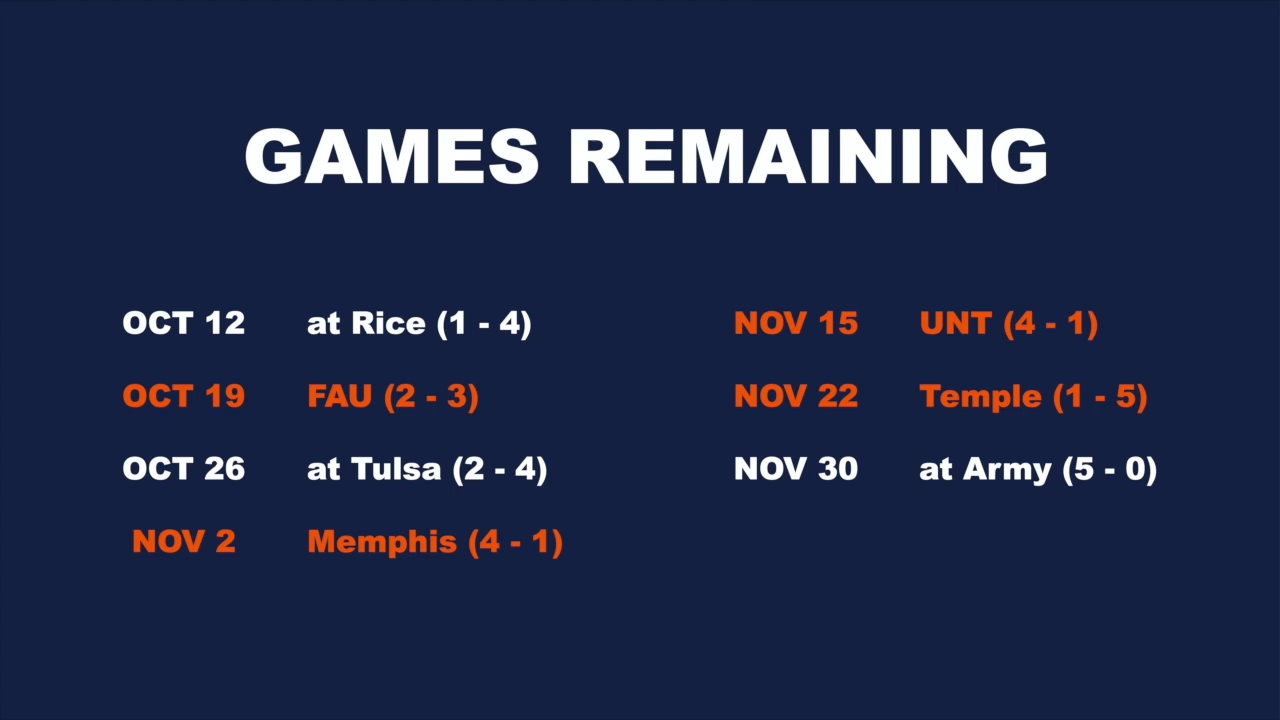 GAMES REMAINING
OCT 12 at Rice (1 - 4)
OCT 19 FAU (2 - 3)
OCT 26 at Tulsa (2 - 4)
NOV 2 Memphis (4 - 1)
NOV 15 UNT (4 - 1)
NOV 22 Temple (1 - 5)
NOV 30 at Army (5 - 0)